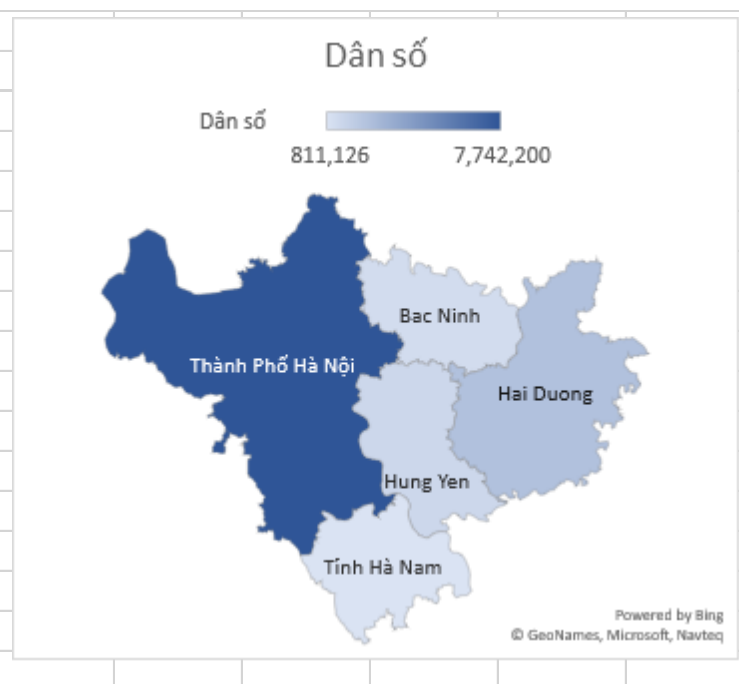 Dân số
Dân số
811,126 7,742,200
Bac Ninh
Thành Phố Hà Nội
Hai Duong
Hung Yen
Tỉnh Hà Nam
Powered by Bing
© GeoNames, Microsoft, Navteq